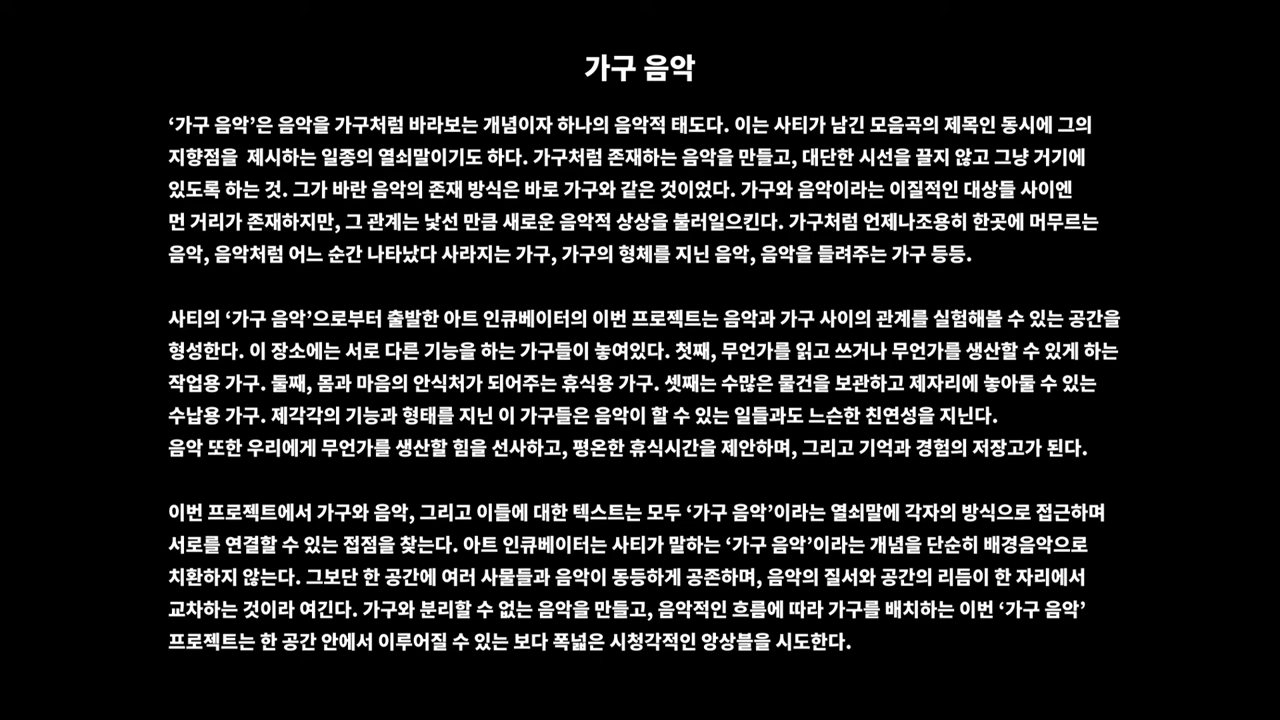 가구 음악
‘가구 음악’은 음악을 가구처럼 바라보는 개념이자 하나의 음악적 태도다. 이는 사티가 남긴 모음곡의 제목인 동시에 그의
지향점을 제시하는 일종의 열쇠말이기도 하다. 가구처럼 존재하는 음악을 만들고, 대단한 시선을 끌지 않고 그냥 거기에
있도록 하는 것. 그가 바란 음악의 존재 방식은 바로 가구와 같은 것이었다. 가구와 음악이라는 이질적인 대상들 사이엔
먼 거리가 존재하지만, 그 관계는 낯선 만큼 새로운 음악적 상상을 불러일으킨다. 가구처럼 언제나조용히 한곳에 머무르는
음악, 음악처럼 어느 순간 나타났다 사라지는 가구, 가구의 형체를 지닌 음악, 음악을 들려주는 가구 등등.
사티의 ‘가구 음악’으로부터 출발한 아트 인큐베이터의 이번 프로젝트는 음악과 가구 사이의 관계를 실험해볼 수 있는 공간을
형성한다. 이 장소에는 서로 다른 기능을 하는 가구들이 놓여있다. 첫째, 무언가를 읽고 쓰거나 무언가를 생산할 수 있게 하는
작업용 가구. 둘째, 몸과 마음의 안식처가 되어주는 휴식용 가구. 셋째는 수많은 물건을 보관하고 제자리에 놓아둘 수 있는
수납용 가구. 제각각의 기능과 형태를 지닌 이 가구들은 음악이 할 수 있는 일들과도 느슨한 친연성을 지닌다.
음악 또한 우리에게 무언가를 생산할 힘을 선사하고, 평온한 휴식시간을 제안하며, 그리고 기억과 경험의 저장고가 된다.
이번 프로젝트에서 가구와 음악, 그리고 이들에 대한 텍스트는 모두 ‘가구 음악’이라는 열쇠말에 각자의 방식으로 접근하며
서로를 연결할 수 있는 접점을 찾는다. 아트 인큐베이터는 사티가 말하는 ‘가구 음악’이라는 개념을 단순히 배경음악으로
치환하지 않는다. 그보단 한 공간에 여러 사물들과 음악이 동등하게 공존하며, 음악의 질서와 공간의 리듬이 한 자리에서
교차하는 것이라 여긴다. 가구와 분리할 수 없는 음악을 만들고, 음악적인 흐름에 따라 가구를 배치하는 이번 ‘가구 음악’
프로젝트는 한 공간 안에서 이루어질 수 있는 보다 폭넓은 시청각적인 앙상블을 시도한다.